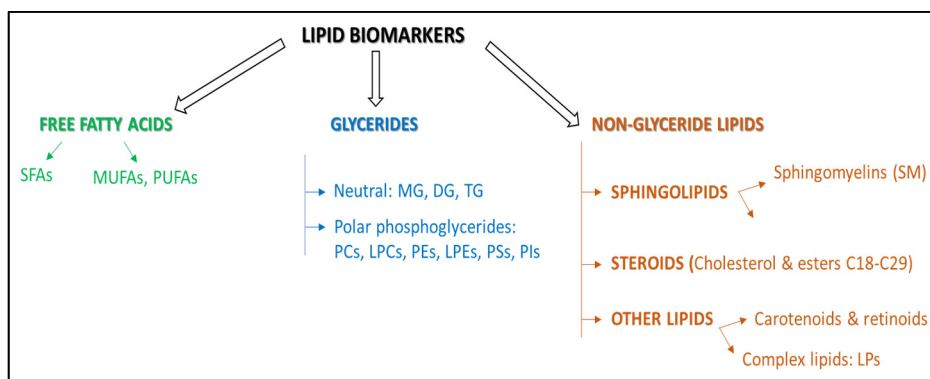 LIPID BIOMARKERS
FREE FATTY ACIDS
SFAs
MUFAs, PUFAs
GLYCERIDES
Neutral: MG, DG, TG
Polar phosphoglycerides:
PCs, LPCs, PEs, LPEs, PSs, PIs
NON-GLYCERIDE LIPIDS
SPHINGOLIPIDS
Sphingomyelins (SM)
STEROIDS (Cholesterol & esters C18-C29)
OTHER LIPIDS
Carotenoids & retinoids
Complex lipids: LPs